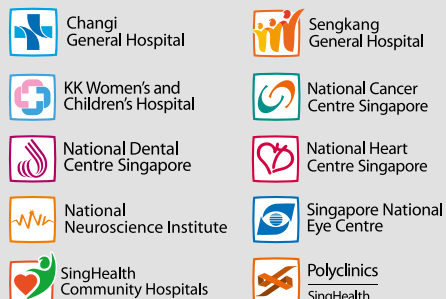 Changi
General Hospital
Sengkang
General Hospital
KK Women's and
Children's Hospital
National Cancer
Centre Singapore
National Dental
Centre Singapore
National Heart
Centre Singapore
National
Neuroscience Institute
Singapore National
Eye Centre
SingHealth
Community Hospitals
Polyclinics
SingHealth